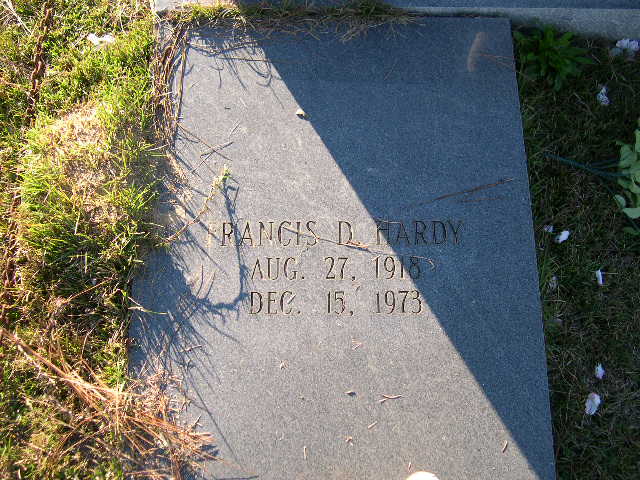 FRANCIS D. HARDY
AUG. 27, 1918
DEC. 15, 1973